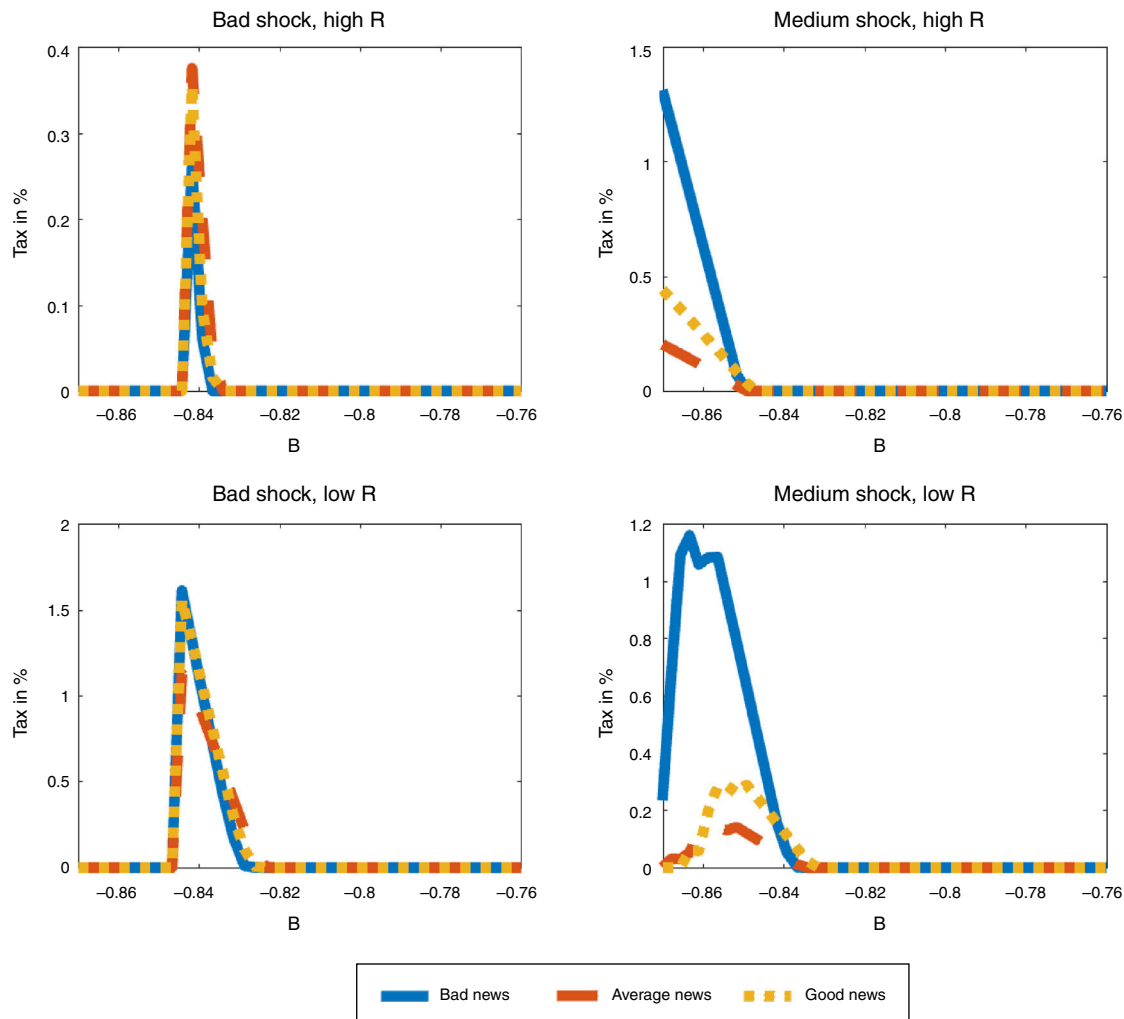 Bad shock, high R
0.4
0.3
0.2
0.1
0
Tax in %
−0.86 −0.84 −0.82 −0.8 −0.78 −0.76
B
Medium shock, high R
1.5
1
0.5
0
Tax in %
−0.86 −0.84 −0.82 −0.8 −0.78 −0.76
B
Bad shock, low R
2
1.5
1
0.5
0
Tax in %
−0.86 −0.84 −0.82 −0.8 −0.78 −0.76
B
Medium shock, low R
1.2
1
0.8
0.6
0.4
0.2
0
Tax in %
−0.86 −0.84 −0.82 −0.8 −0.78 −0.76
B
Bad news Average news Good news